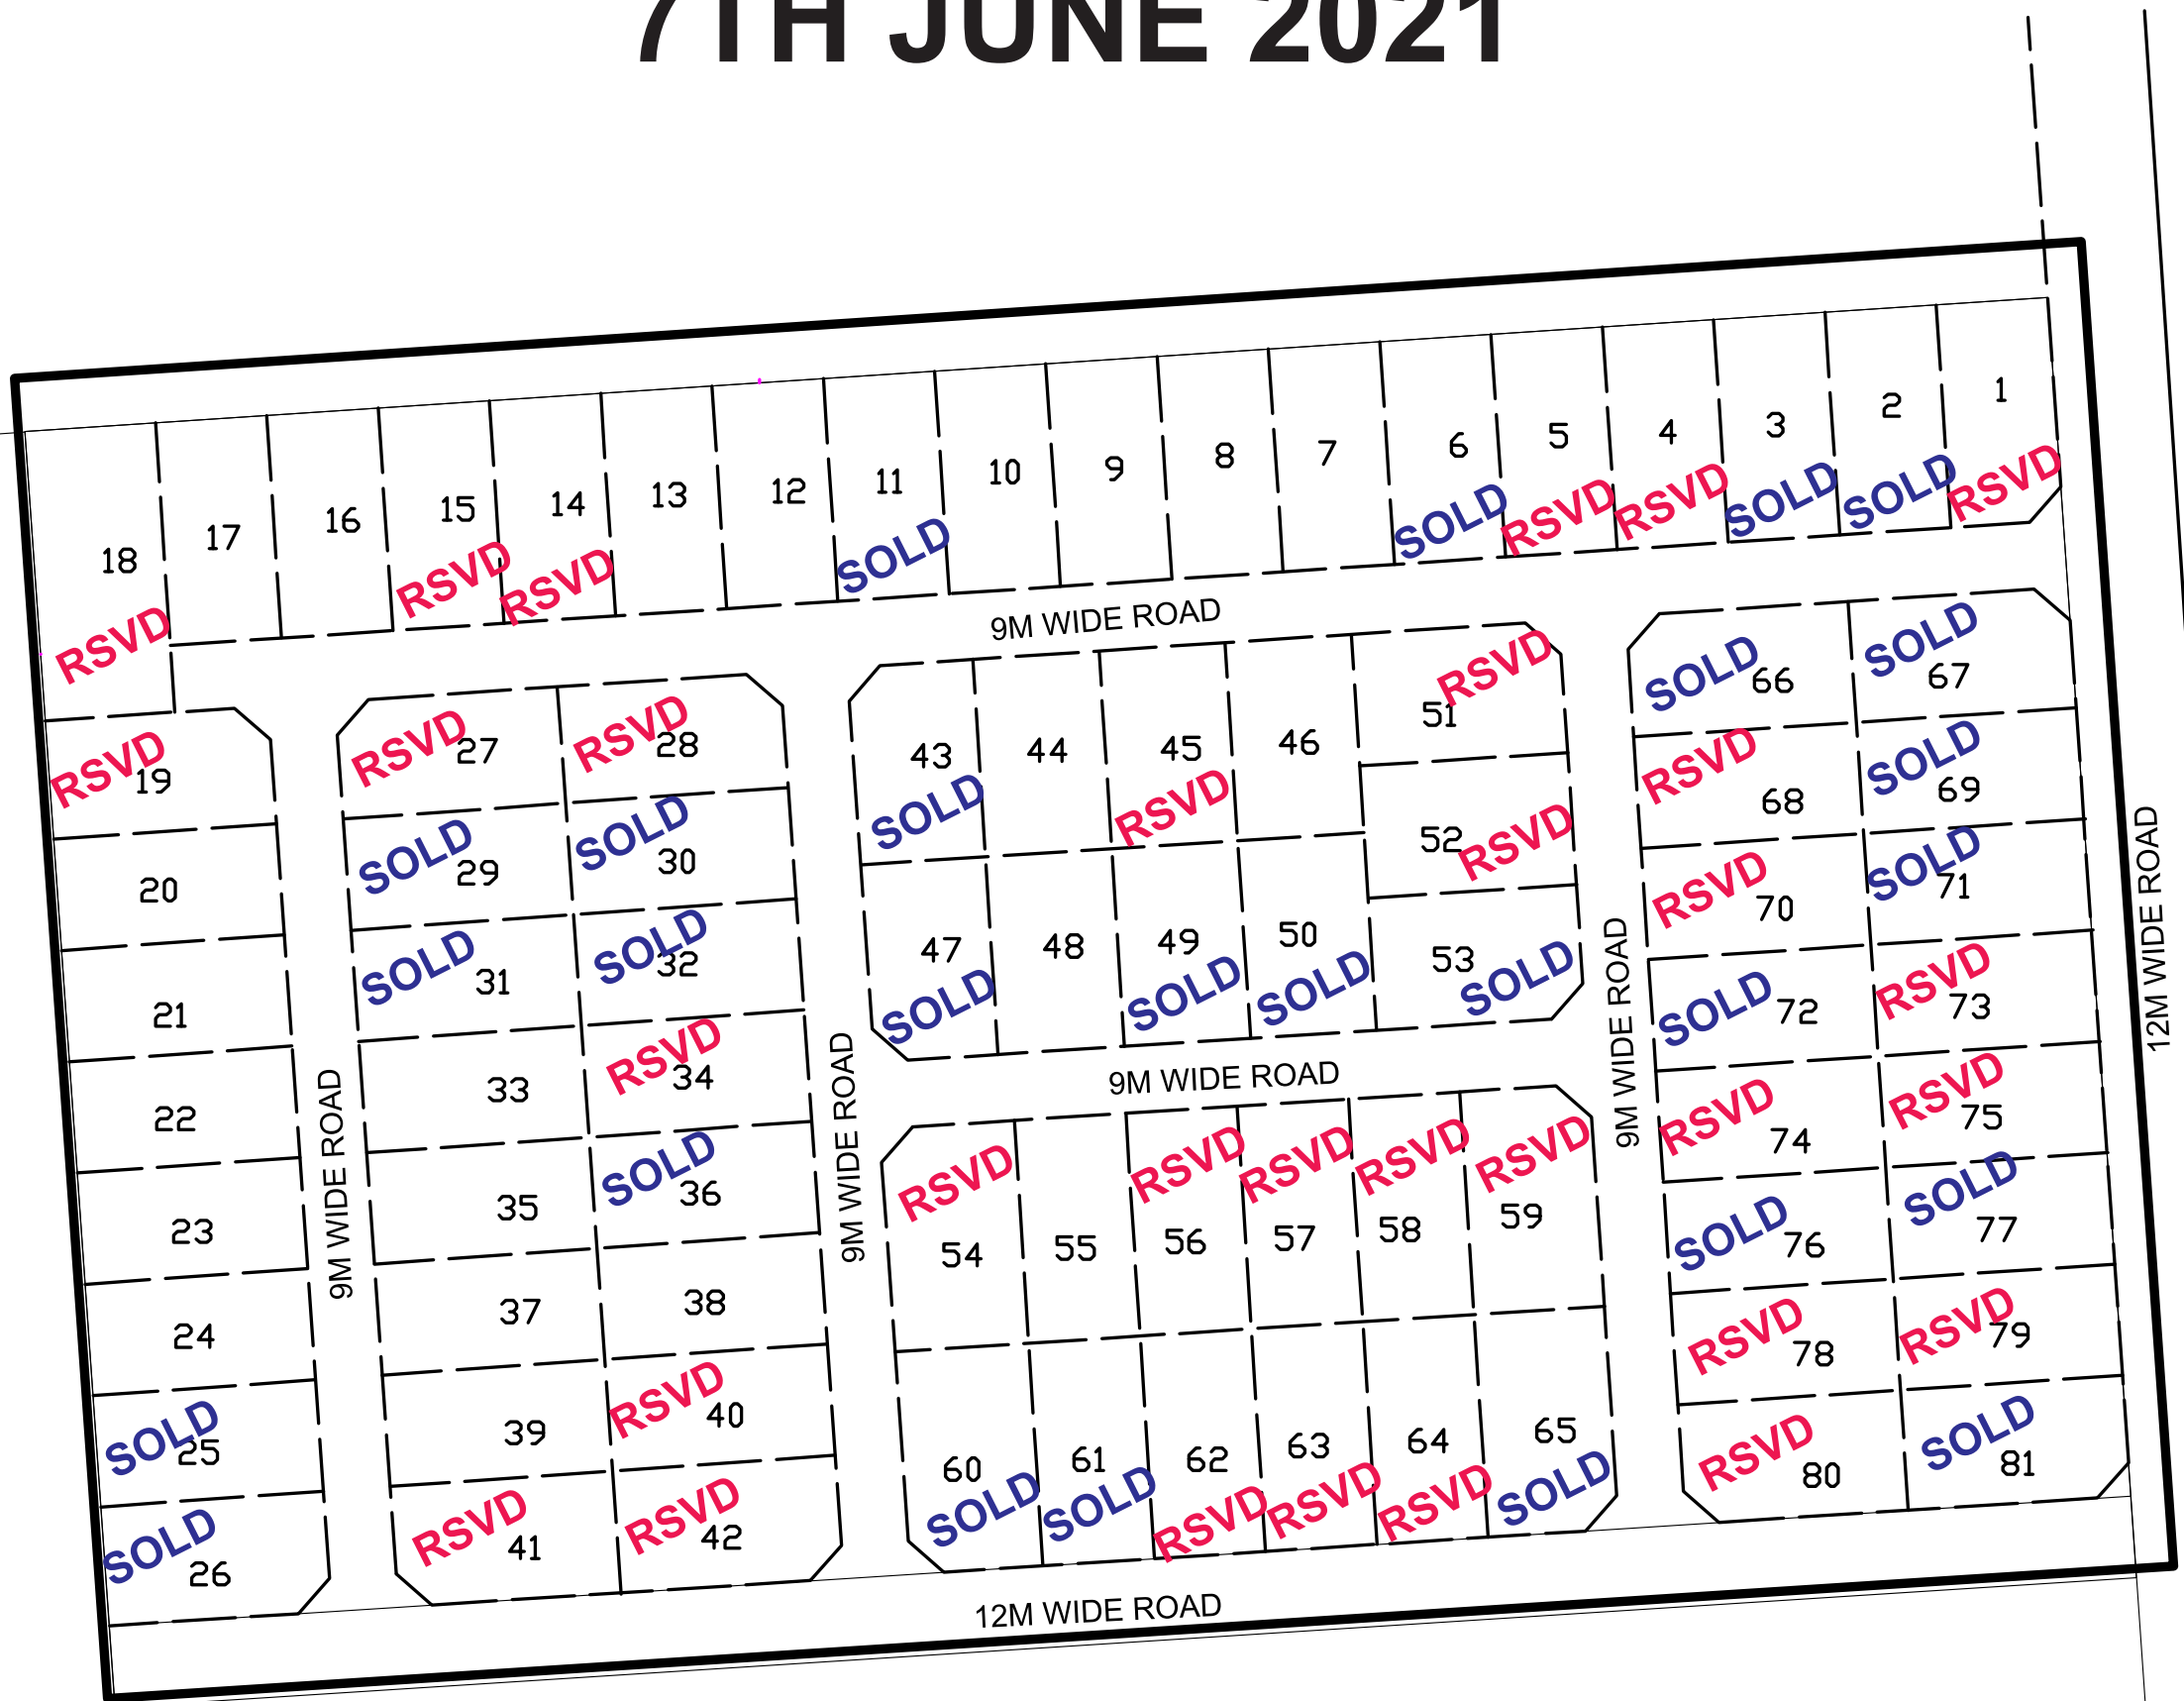 7TH JUNE 2021
1
RSVD
2
SOLD
3
SOLD
4
RSVD
5
RSVD
6
SOLD
7
8
9
10
11
SOLD
12
13
14
RSVD
15
RSVD
16
17
18
RSVD
9M WIDE ROAD
19
RSVD
20
21
22
23
24
25
SOLD
26
SOLD
9M WIDE ROAD
27
RSVD
28
RSVD
29
SOLD
30
SOLD
31
SOLD
32
SOLD
33
34
RSVD
35
36
SOLD
37
38
39
40
RSVD
41
RSVD
42
RSVD
9M WIDE ROAD
43
SOLD
44
45
RSVD
46
47
SOLD
48
49
SOLD
50
SOLD
51
RSVD
52
RSVD
53
SOLD
9M WIDE ROAD
54
RSVD
55
56
RSVD
57
RSVD
58
RSVD
59
RSVD
60
SOLD
61
SOLD
62
RSVD
63
RSVD
64
RSVD
65
SOLD
9M WIDE ROAD
66
SOLD
67
SOLD
68
RSVD
69
SOLD
70
RSVD
71
SOLD
72
SOLD
73
RSVD
74
RSVD
75
RSVD
76
SOLD
77
SOLD
78
RSVD
79
RSVD
80
RSVD
81
SOLD
12M WIDE ROAD
12M WIDE ROAD